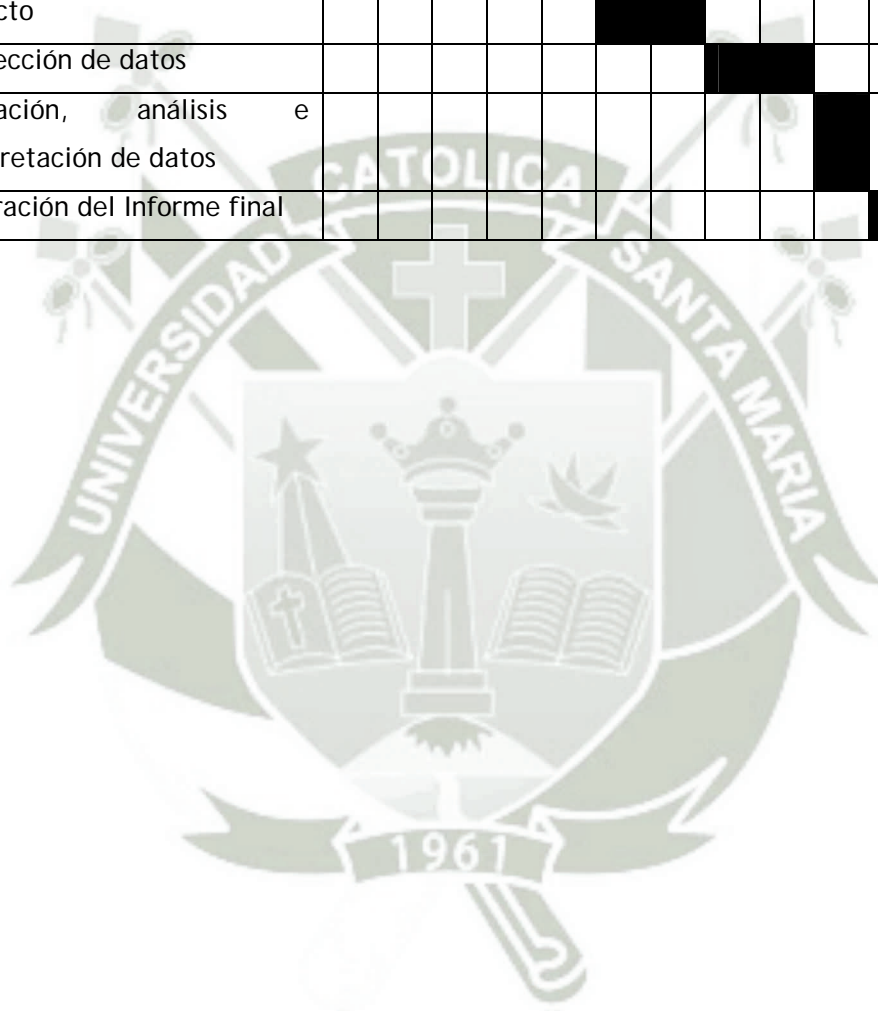 cto
ección de datos
ación, análisis e
retación de datos
ración del Informe final
CATOLICA
UNIVERSIDAD
SANTA MARIA
1961